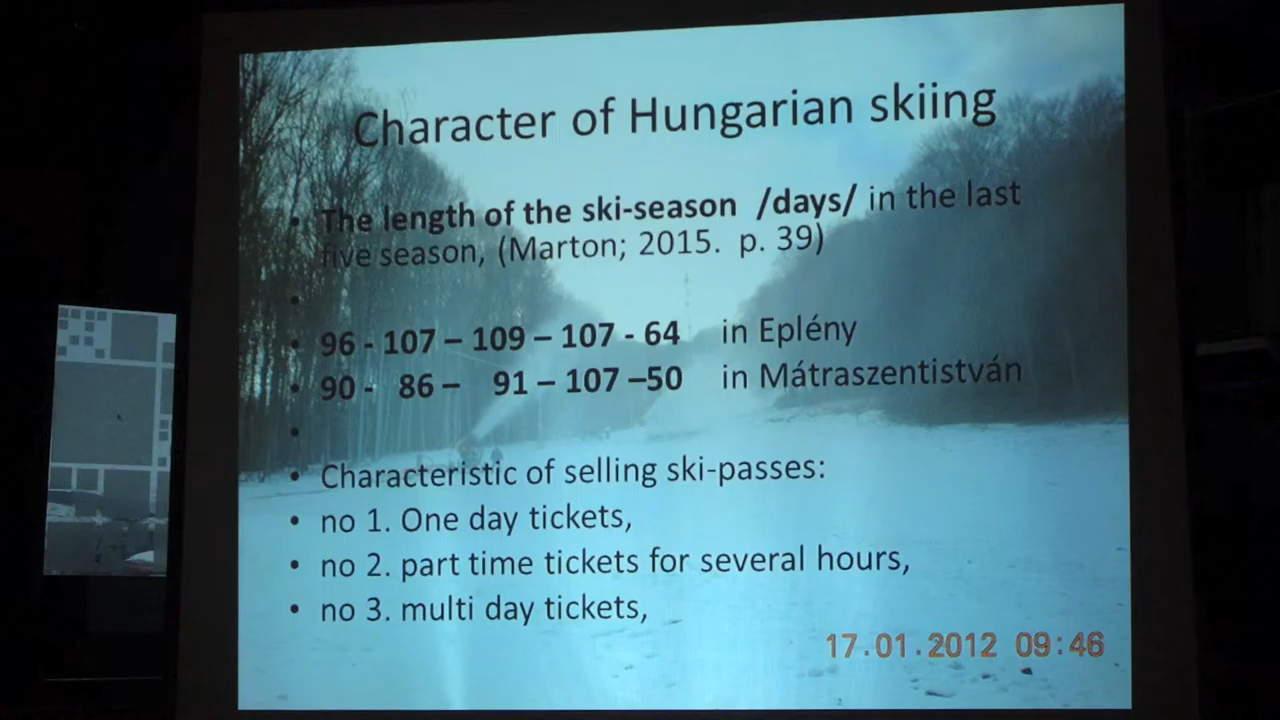 Character of Hungarian skiing
• The length of the ski-season /days/ in the last
five season, (Marton; 2015. p. 39)
•
• 96 - 107 – 109 – 107 - 64 in Eplény
• 90 - 86 – 91 – 107 –50 in Mátraszentistván
•
• Characteristic of selling ski-passes:
• no 1. One day tickets,
• no 2. part time tickets for several hours,
• no 3. multi day tickets,
17.01.2012 09:46